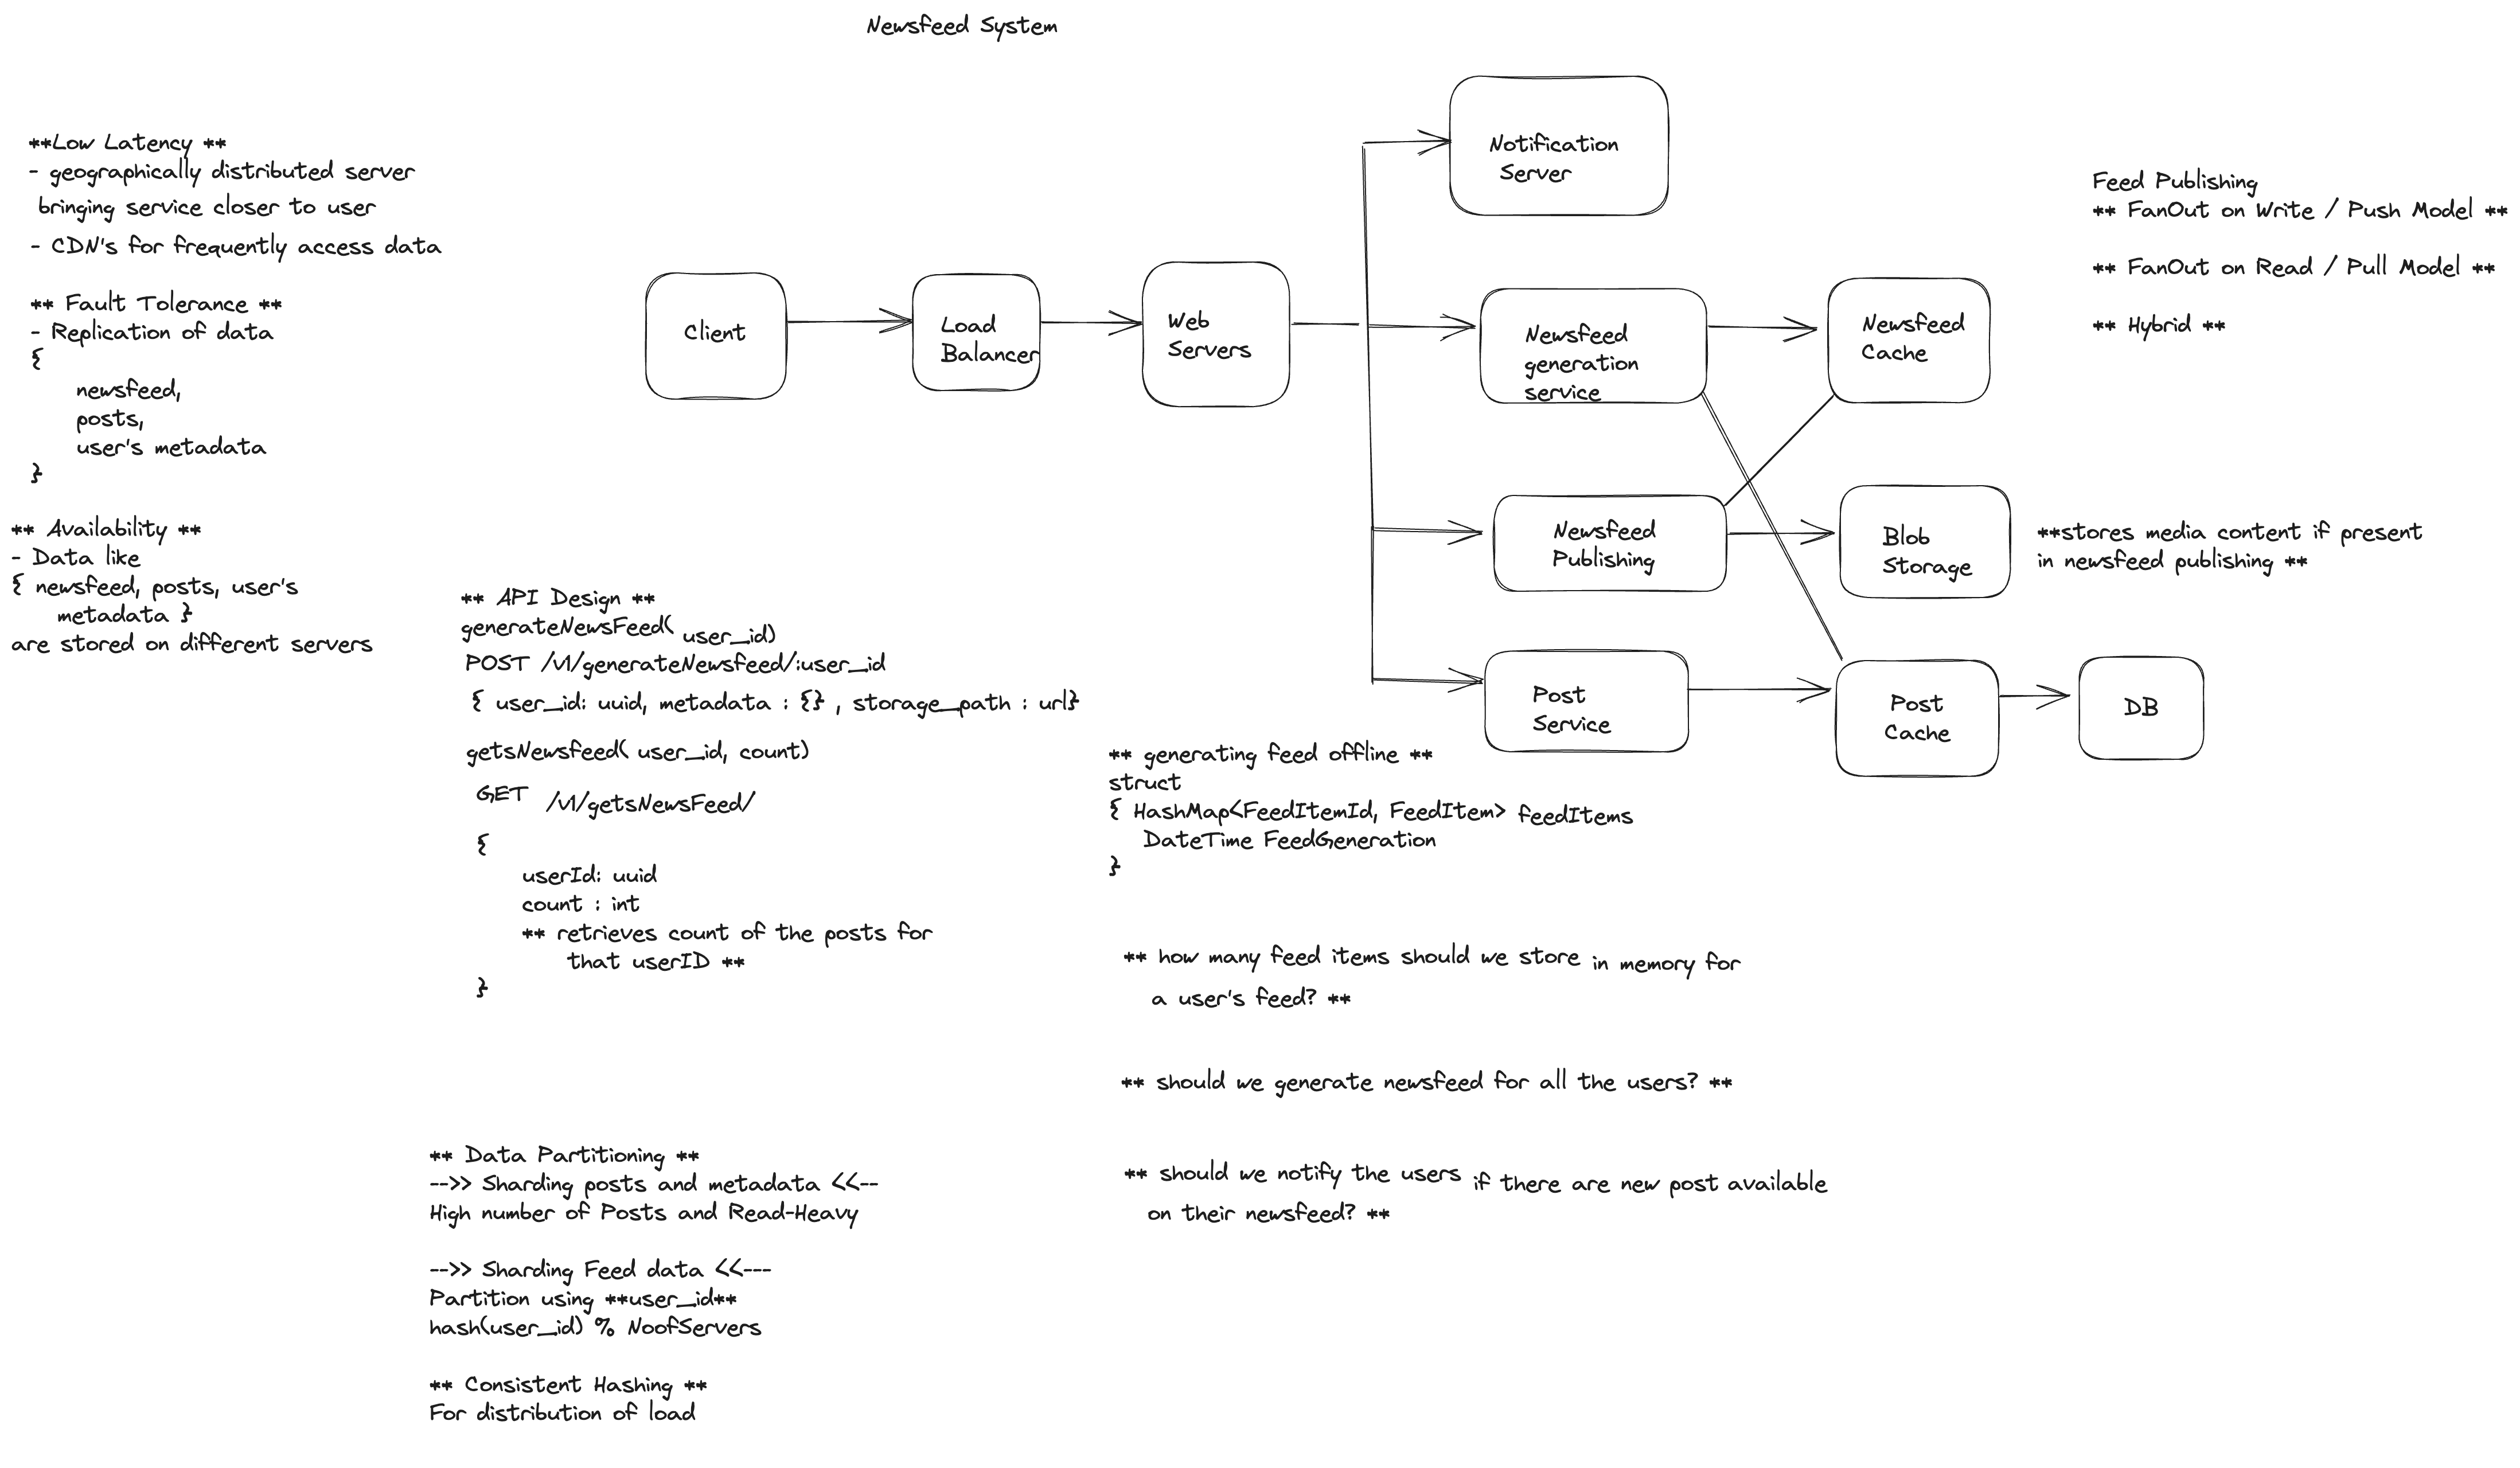 Newsfeed System
**Low Latency **
- geographically distributed server
bringing service closer to user
- CDN's for frequently access data
** Fault Tolerance **
- Replication of data
{
newsfeed,
posts,
user's metadata
}
** Availability **
- Data like
{ newsfeed, posts, user's
metadata }
are stored on different servers
Client
Load
Balancer
Web
Servers
Notification
Server
Newsfeed
generation
service
Newsfeed
Cache
Newsfeed
Publishing
Blob
Storage
Post
Service
Post
Cache
DB
Feed Publishing
** FanOut on Write / Push Model **
** FanOut on Read / Pull Model **
** Hybrid **
**stores media content if present
in newsfeed publishing **
** API Design **
generateNewsFeed( user_id)
POST /v1/generateNewsfeed/:user_id
{ user_id: uuid, metadata : {} , storage_path : url}
getsNewsfeed( user_id, count)
GET /v1/getsNewsFeed/
{
userId: uuid
count : int
** retrieves count of the posts for
that userID **
}
** generating feed offline **
struct
{ HashMap<FeedItemId, FeedItem> feedItems
DateTime FeedGeneration
}
** how many feed items should we store in memory for
a user's feed? **
** should we generate newsfeed for all the users? **
** should we notify the users if there are new post available
on their newsfeed? **
** Data Partitioning **
-->> Sharding posts and metadata <<--
High number of Posts and Read-Heavy
-->> Sharding Feed data <<---
Partition using **user_id**
hash(user_id) % NoofServers
** Consistent Hashing **
For distribution of load